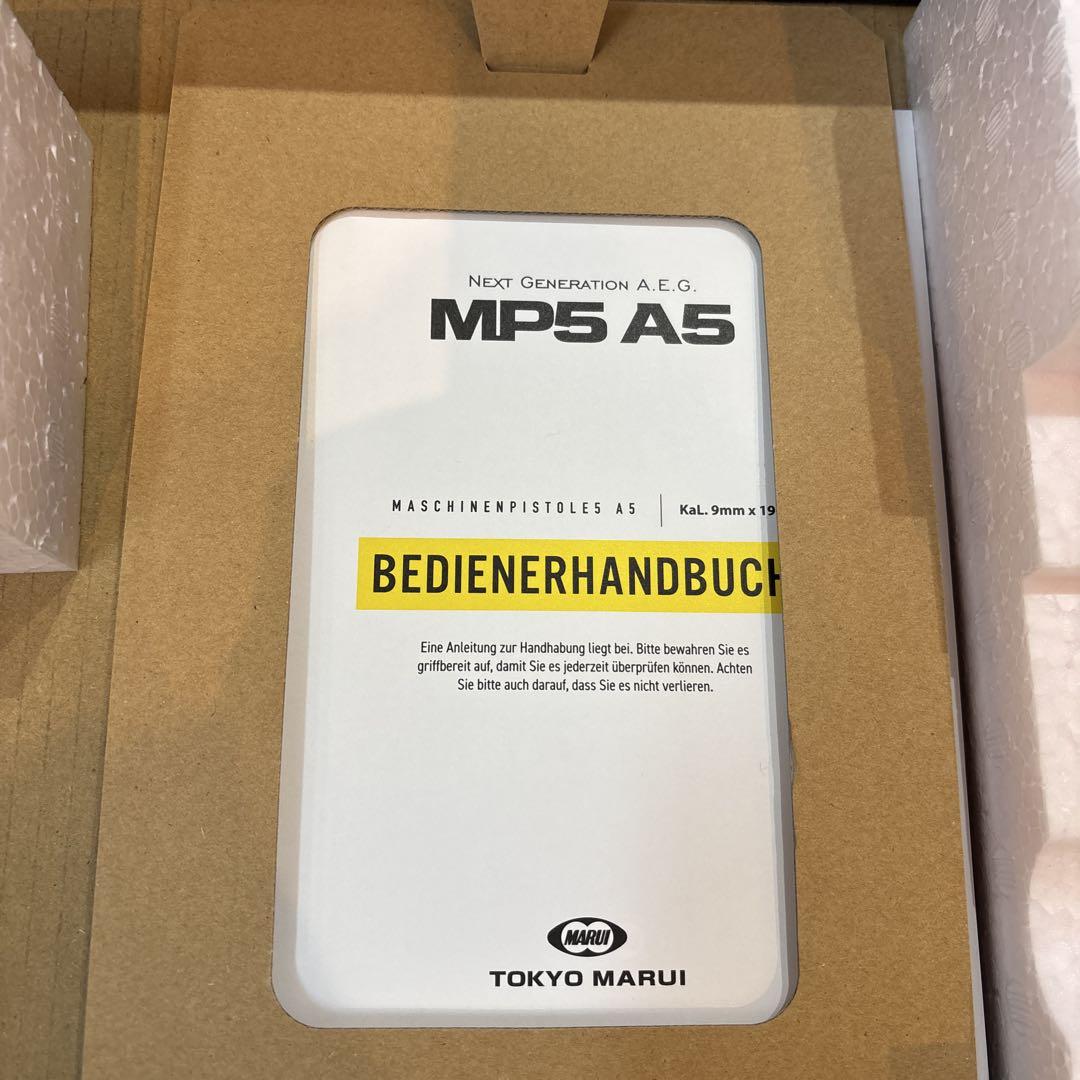 NEXT GENERATION A.E.G.
MP5 A5
MASCHINENPISTOLE5 A5 | KaL. 9mm x 19
BEDIENERHANDBUCH
Eine Anleitung zur Handhabung liegt bei. Bitte bewahren Sie es
griffbereit auf, damit Sie es jederzeit überprüfen können. Achten
Sie bitte auch darauf, dass Sie es nicht verlieren.
MARUI
TOKYO MARUI